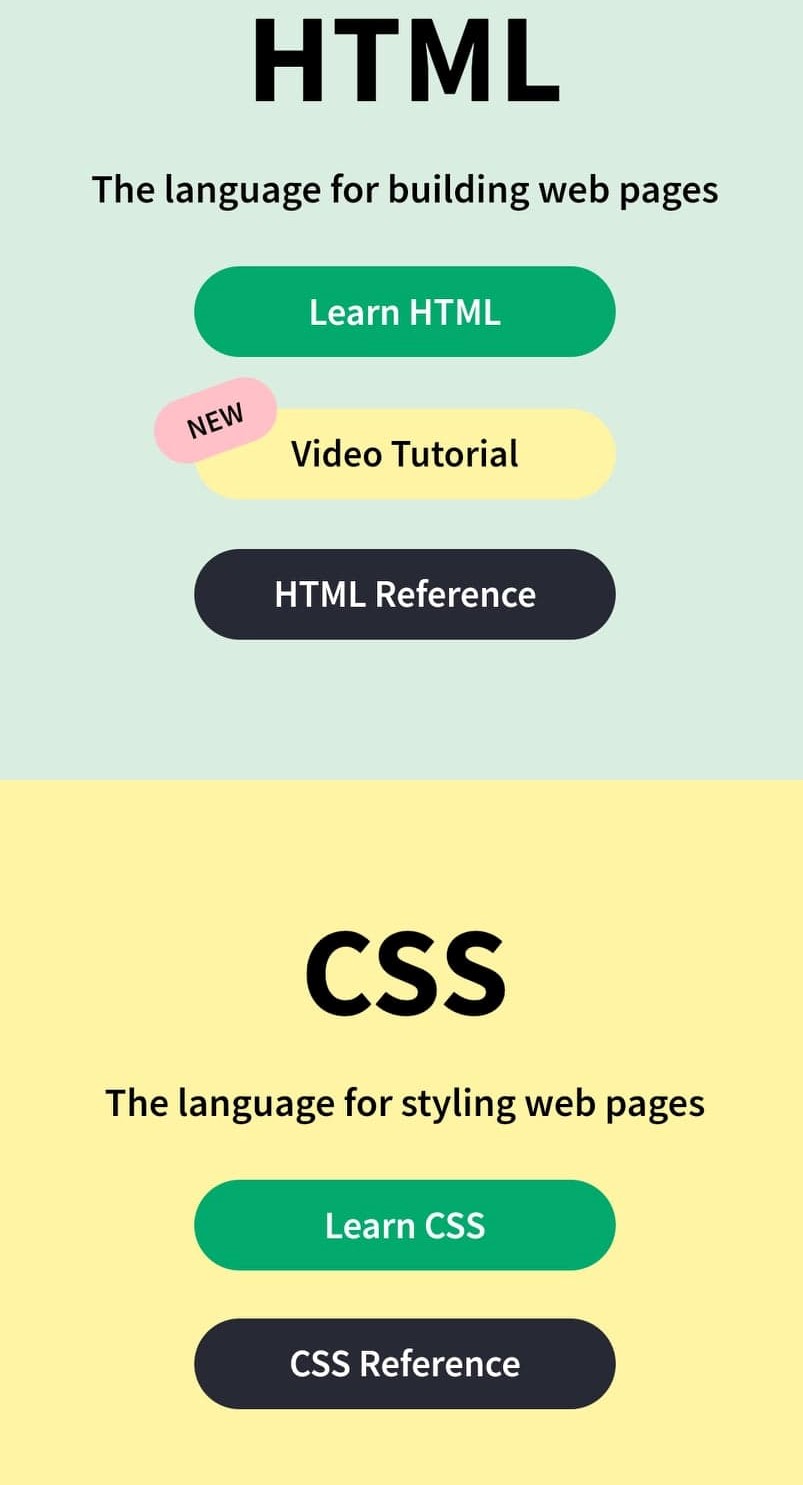 HTML
The language for building web pages
Learn HTML
NEW
Video Tutorial
HTML Reference
CSS
The language for styling web pages
Learn CSS
CSS Reference